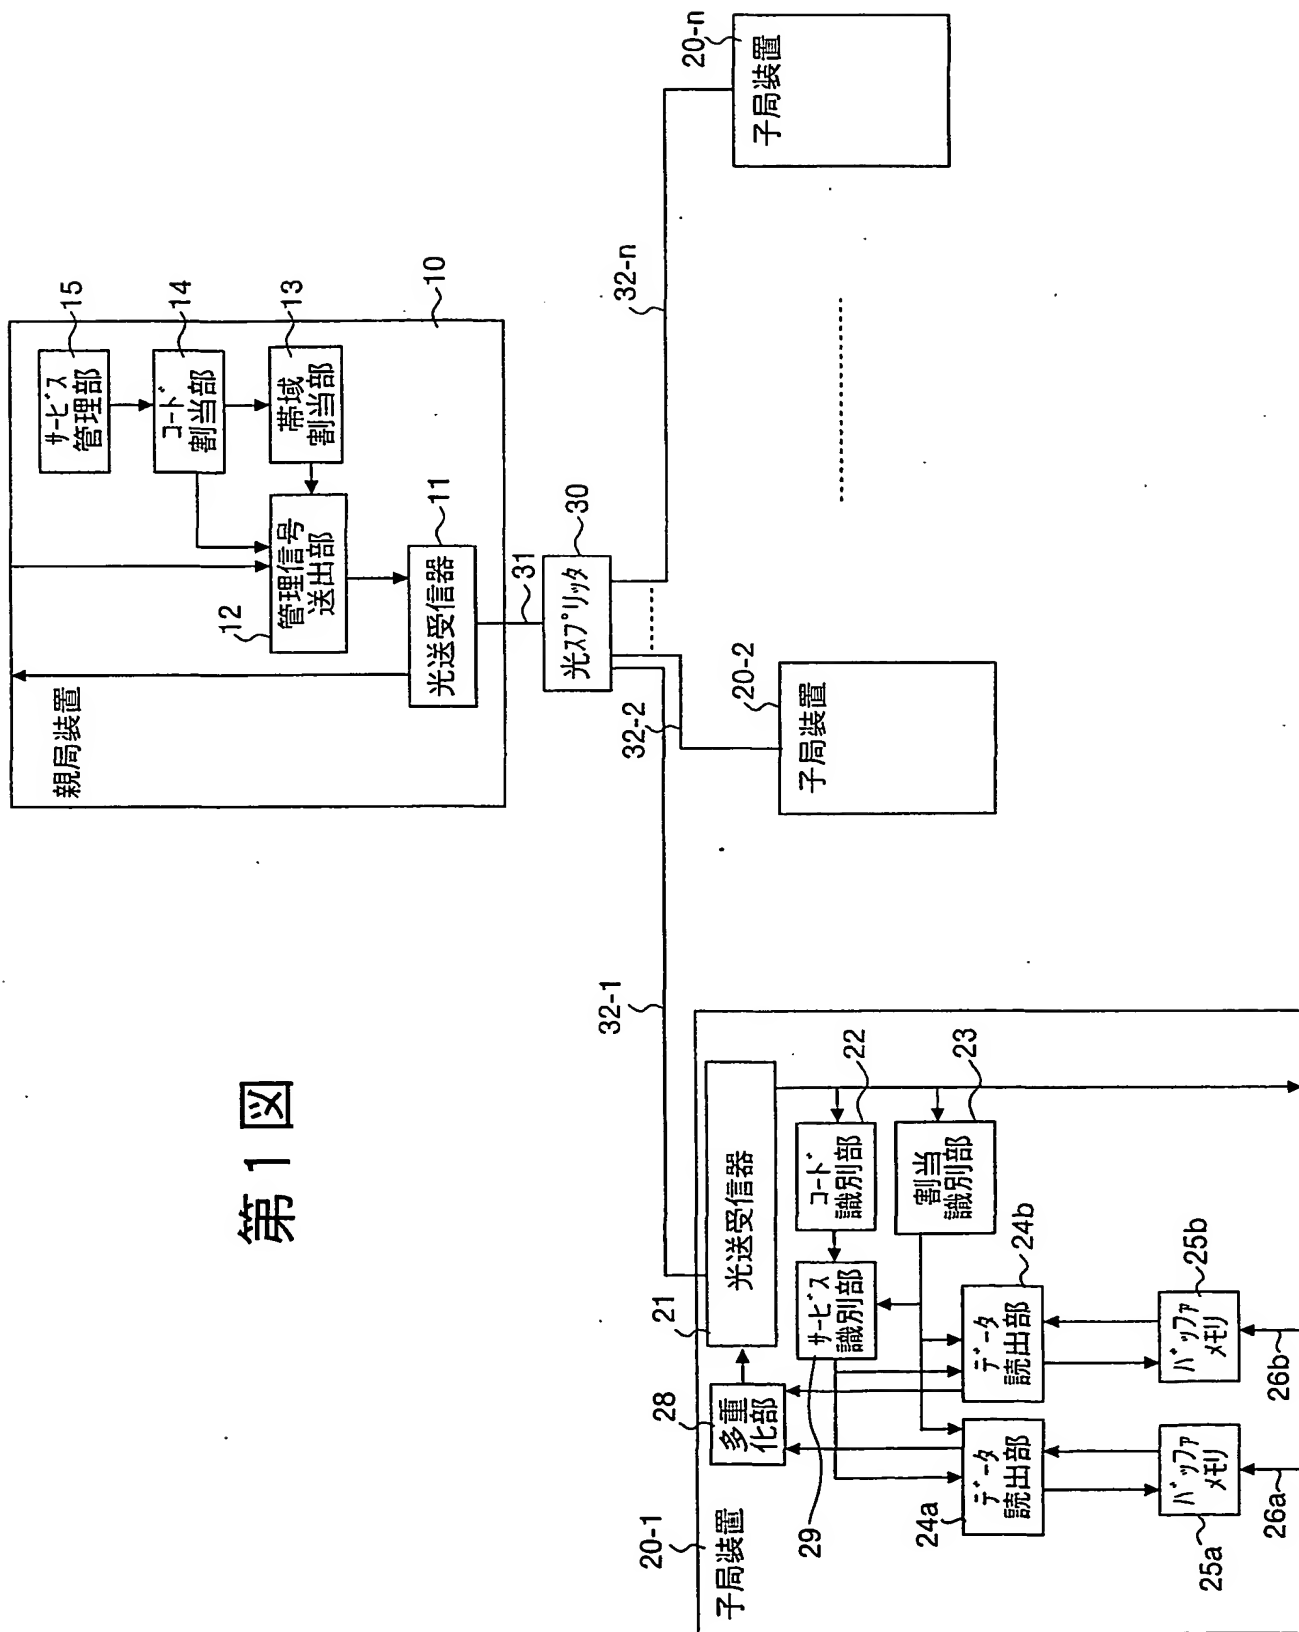 第1図
親局装置
10
サービス
管理部
15
コード
割当部
14
帯域
割当部
13
管理信号
送出部
12
光送受信器
11
31
光スプリッタ
30
32-1
32-2
32-n
子局装置
20-1
光送受信器
21
コード
識別部
22
割当
識別部
23
サービス
識別部
29
多重
化部
28
データ
読出部
24a
データ
読出部
24b
バッファ
メモリ
25a
バッファ
メモリ
25b
26a
26b
子局装置
20-2
子局装置
20-n